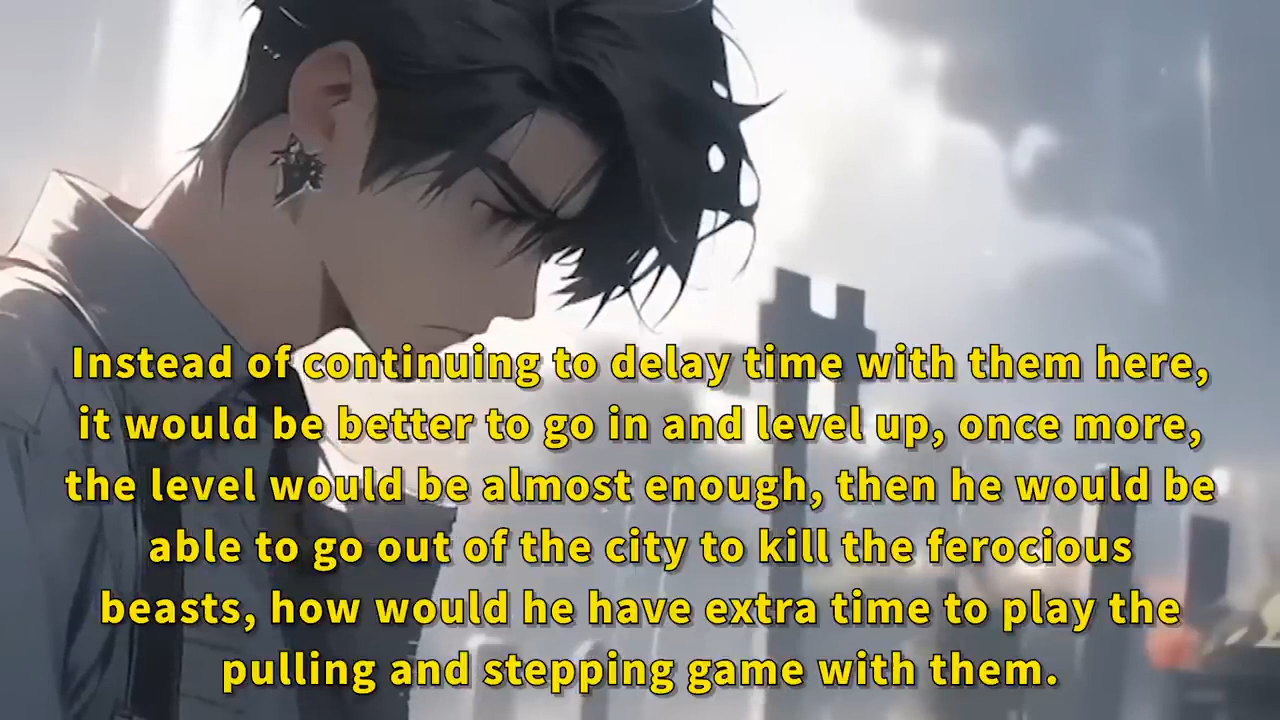 Instead of continuing to delay time with them here,
it would be better to go in and level up, once more,
the level would be almost enough, then he would be
able to go out of the city to kill the ferocious
beasts, how would he have extra time to play the
pulling and stepping game with them.